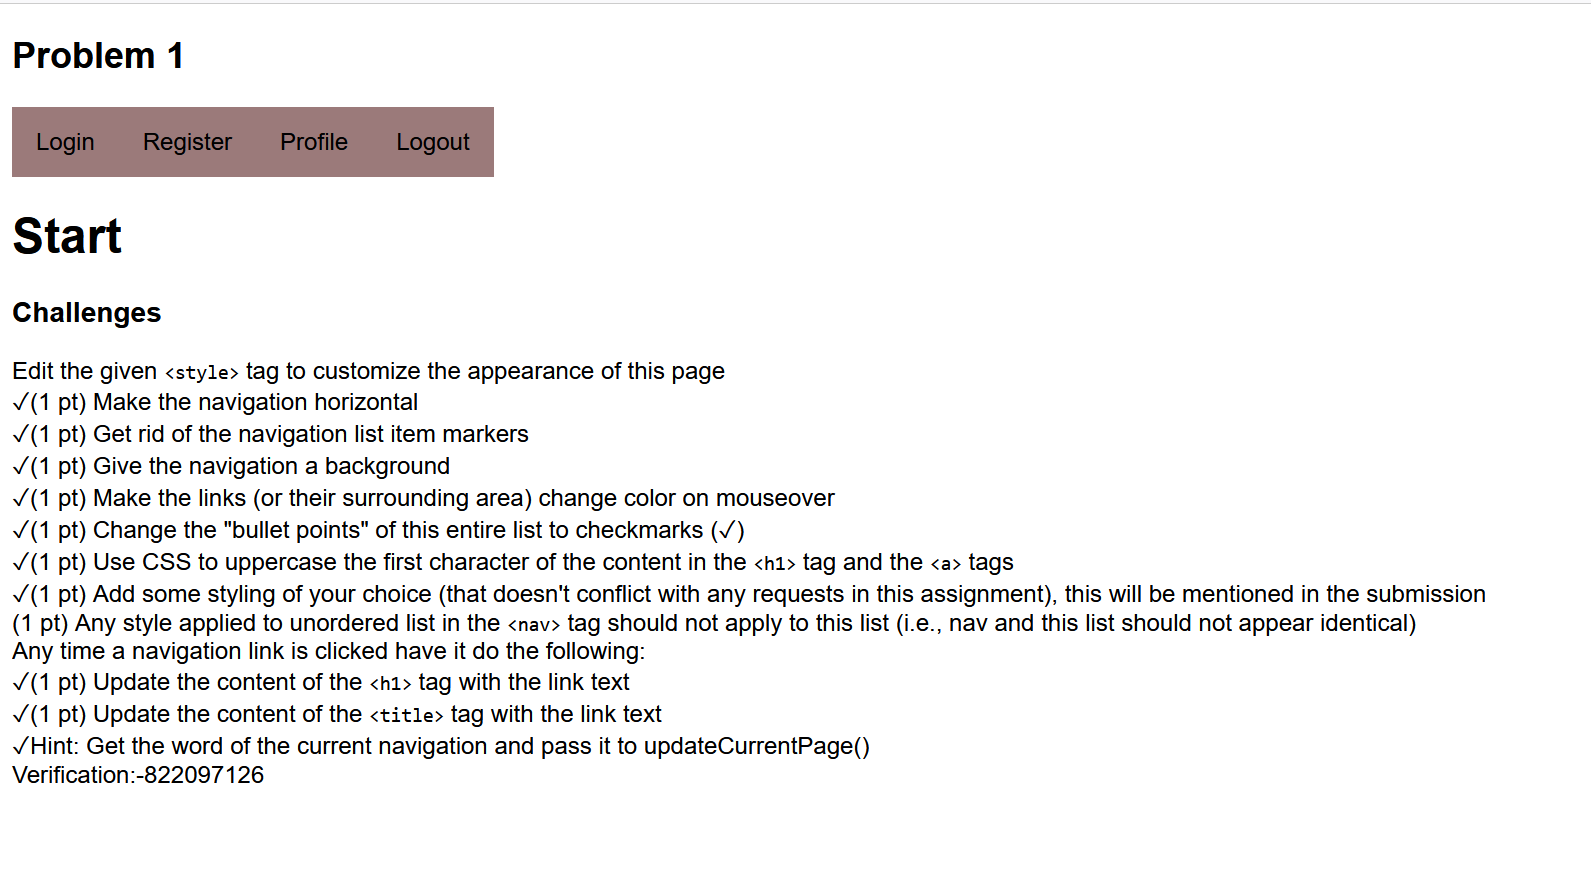 Problem 1
Login Register Profile Logout
Start
Challenges
Edit the given <style> tag to customize the appearance of this page
✓(1 pt) Make the navigation horizontal
✓(1 pt) Get rid of the navigation list item markers
✓(1 pt) Give the navigation a background
✓(1 pt) Make the links (or their surrounding area) change color on mouseover
✓(1 pt) Change the "bullet points" of this entire list to checkmarks (✓)
✓(1 pt) Use CSS to uppercase the first character of the content in the <h1> tag and the <a> tags
✓(1 pt) Add some styling of your choice (that doesn't conflict with any requests in this assignment), this will be mentioned in the submission
(1 pt) Any style applied to unordered list in the <nav> tag should not apply to this list (i.e., nav and this list should not appear identical)
Any time a navigation link is clicked have it do the following:
✓(1 pt) Update the content of the <h1> tag with the link text
✓(1 pt) Update the content of the <title> tag with the link text
✓Hint: Get the word of the current navigation and pass it to updateCurrentPage()
Verification:-822097126